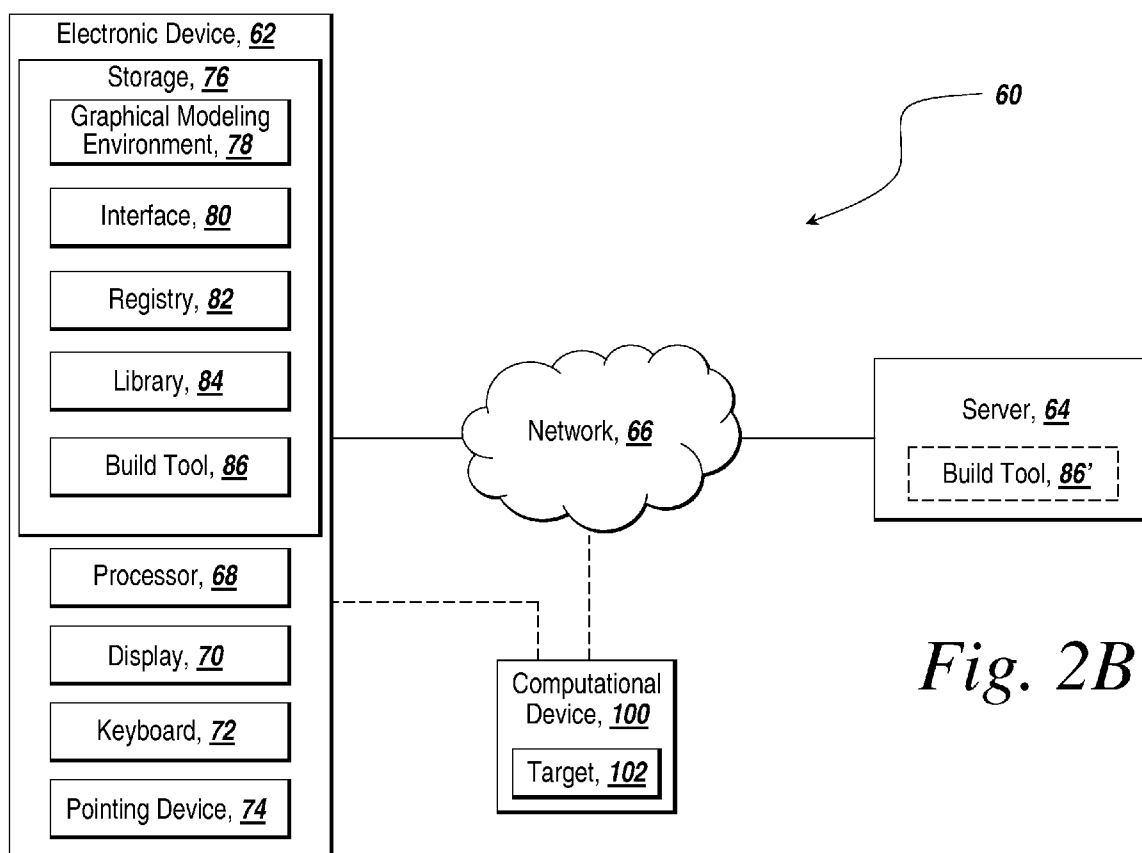 Electronic Device, 62
Storage, 76
Graphical Modeling
Environment, 78
Interface, 80
Registry, 82
Library, 84
Build Tool, 86
Processor, 68
Display, 70
Keyboard, 72
Pointing Device, 74
60
Network, 66
Server, 64
Build Tool, 86’
Computational
Device, 100
Target, 102
Fig. 2B